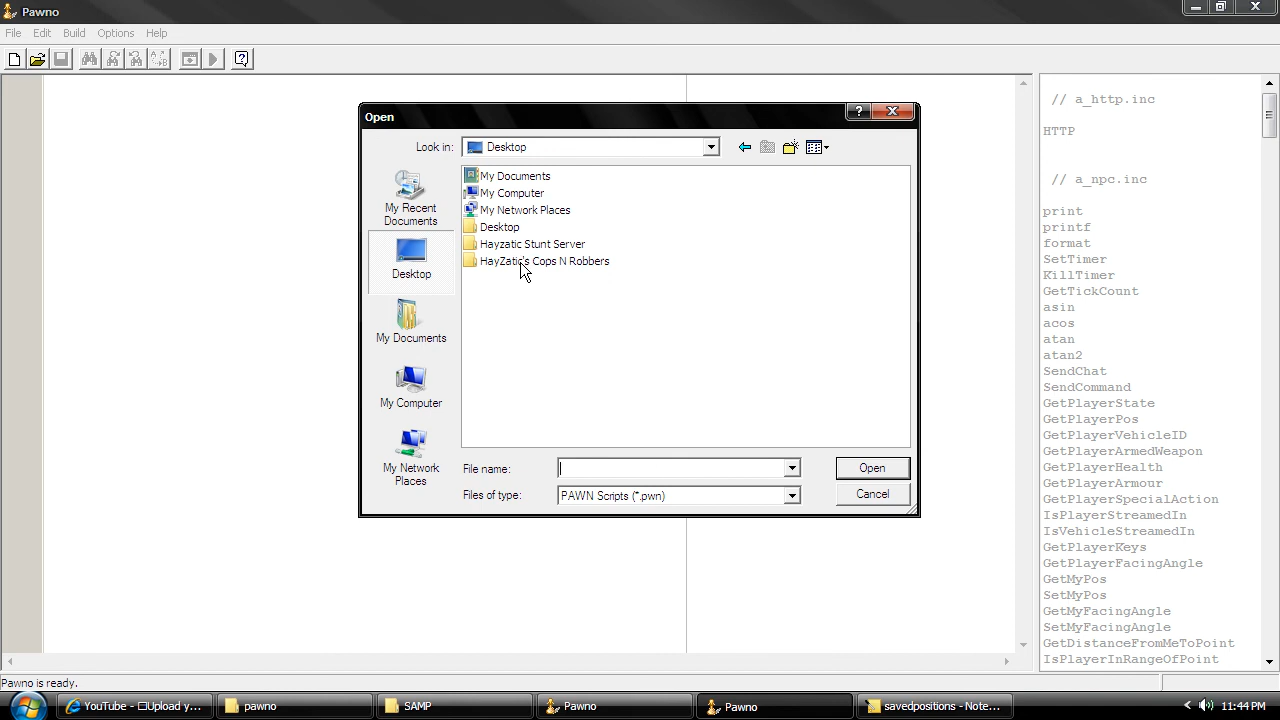 Pawno
File Edit Build Options Help
Open
Look in: Desktop
My Recent
Documents
Desktop
My Documents
My Computer
My Network
Places
My Documents
My Computer
My Network Places
Desktop
Hayzatic Stunt Server
HayZatic's Cops N Robbers
File name:
Open
Files of type: PAWN Scripts (*.pwn)
Cancel
// a_http.inc
HTTP
// a_npc.inc
print
printf
format
SetTimer
KillTimer
GetTickCount
asin
acos
atan
atan2
SendChat
SendCommand
GetPlayerState
GetPlayerPos
GetPlayerVehicleID
GetPlayerArmedWeapon
GetPlayerHealth
GetPlayerArmour
GetPlayerSpecialAction
IsPlayerStreamedIn
IsVehicleStreamedIn
GetPlayerKeys
GetPlayerFacingAngle
GetMyPos
SetMyPos
GetMyFacingAngle
SetMyFacingAngle
GetDistanceFromMeToPoint
IsPlayerInRangeOfPoint
Pawno is ready.
YouTube - □Upload y... pawno SAMP Pawno Pawno savedpositions - Note... 11:44 PM